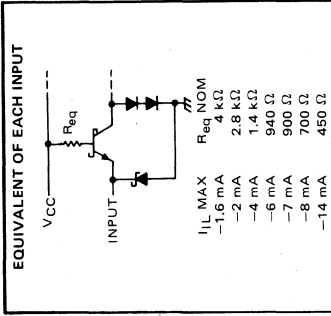 EQUIVALENT OF EACH INPUT
VCC
Req
INPUT
IIL MAX Req NOM
−1.6 mA 4 kΩ
−2 mA 2.8 kΩ
−4 mA 1.4 kΩ
−6 mA 940 Ω
−7 mA 900 Ω
−8 mA 700 Ω
−14 mA 450 Ω